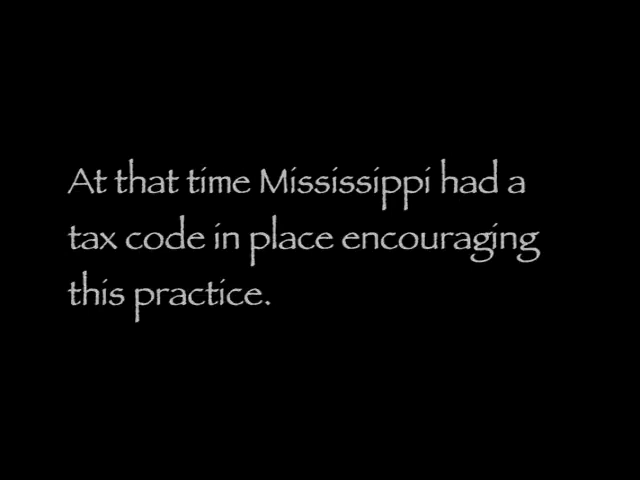 At that time Mississippi had a
tax code in place encouraging
this practice.